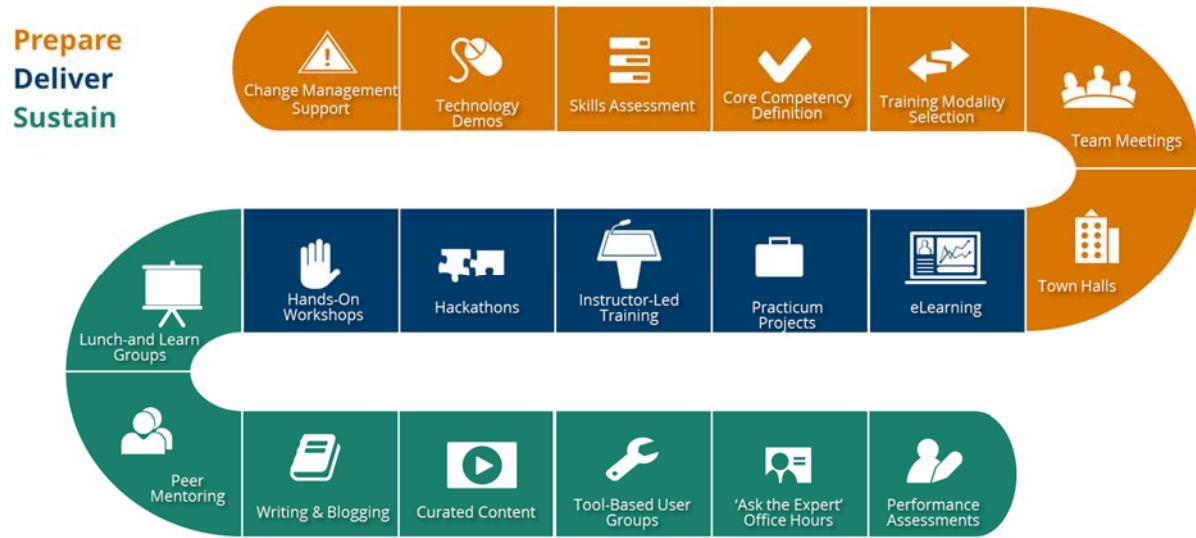 Prepare
Deliver
Sustain
Change Management
Support
Technology
Demos
Skills Assessment
Core Competency
Definition
Training Modality
Selection
Team Meetings
Town Halls
eLearning
Practicum
Projects
Instructor-Led
Training
Hackathons
Hands-On
Workshops
Lunch-and Learn
Groups
Peer
Mentoring
Writing & Blogging
Curated Content
Tool-Based User
Groups
‘Ask the Expert’
Office Hours
Performance
Assessments